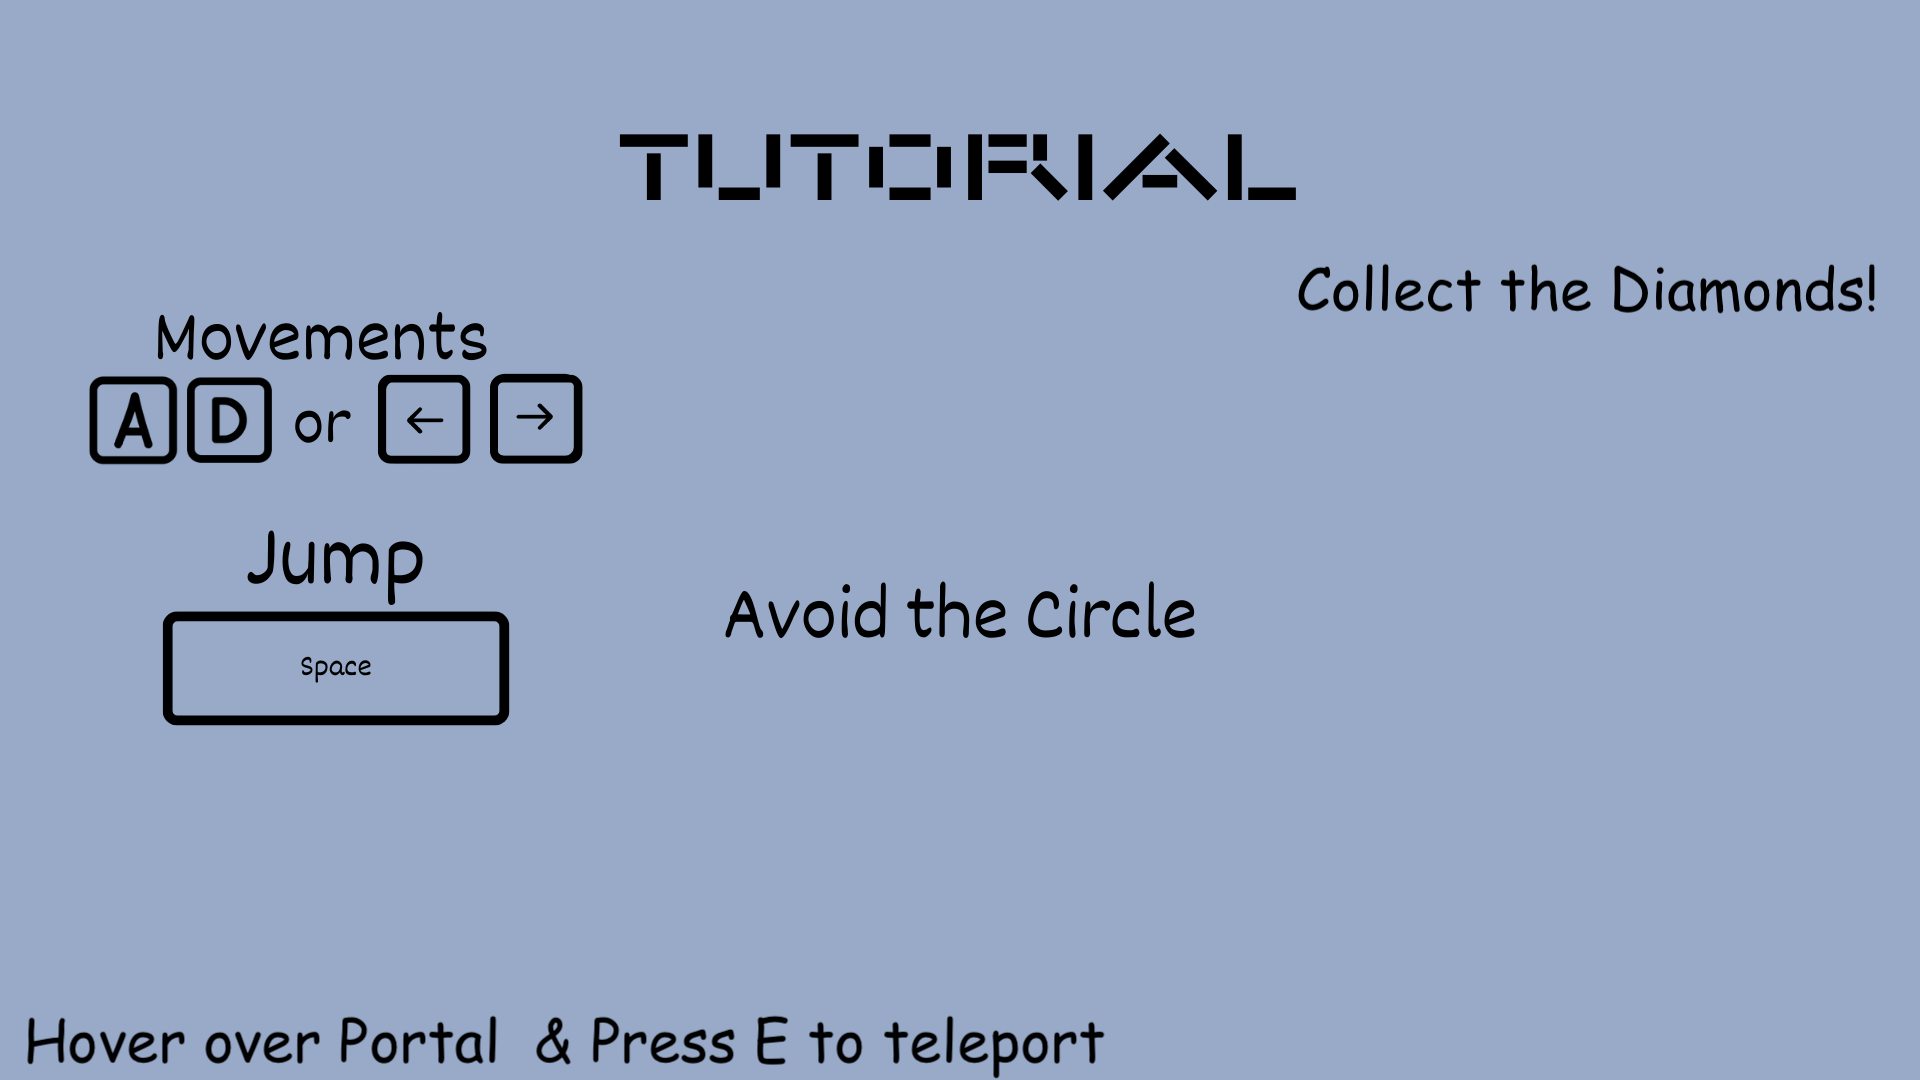 TUTORIAL
Collect the Diamonds!
Movements
A D or ← →
Jump
Space
Avoid the Circle
Hover over Portal & Press E to teleport